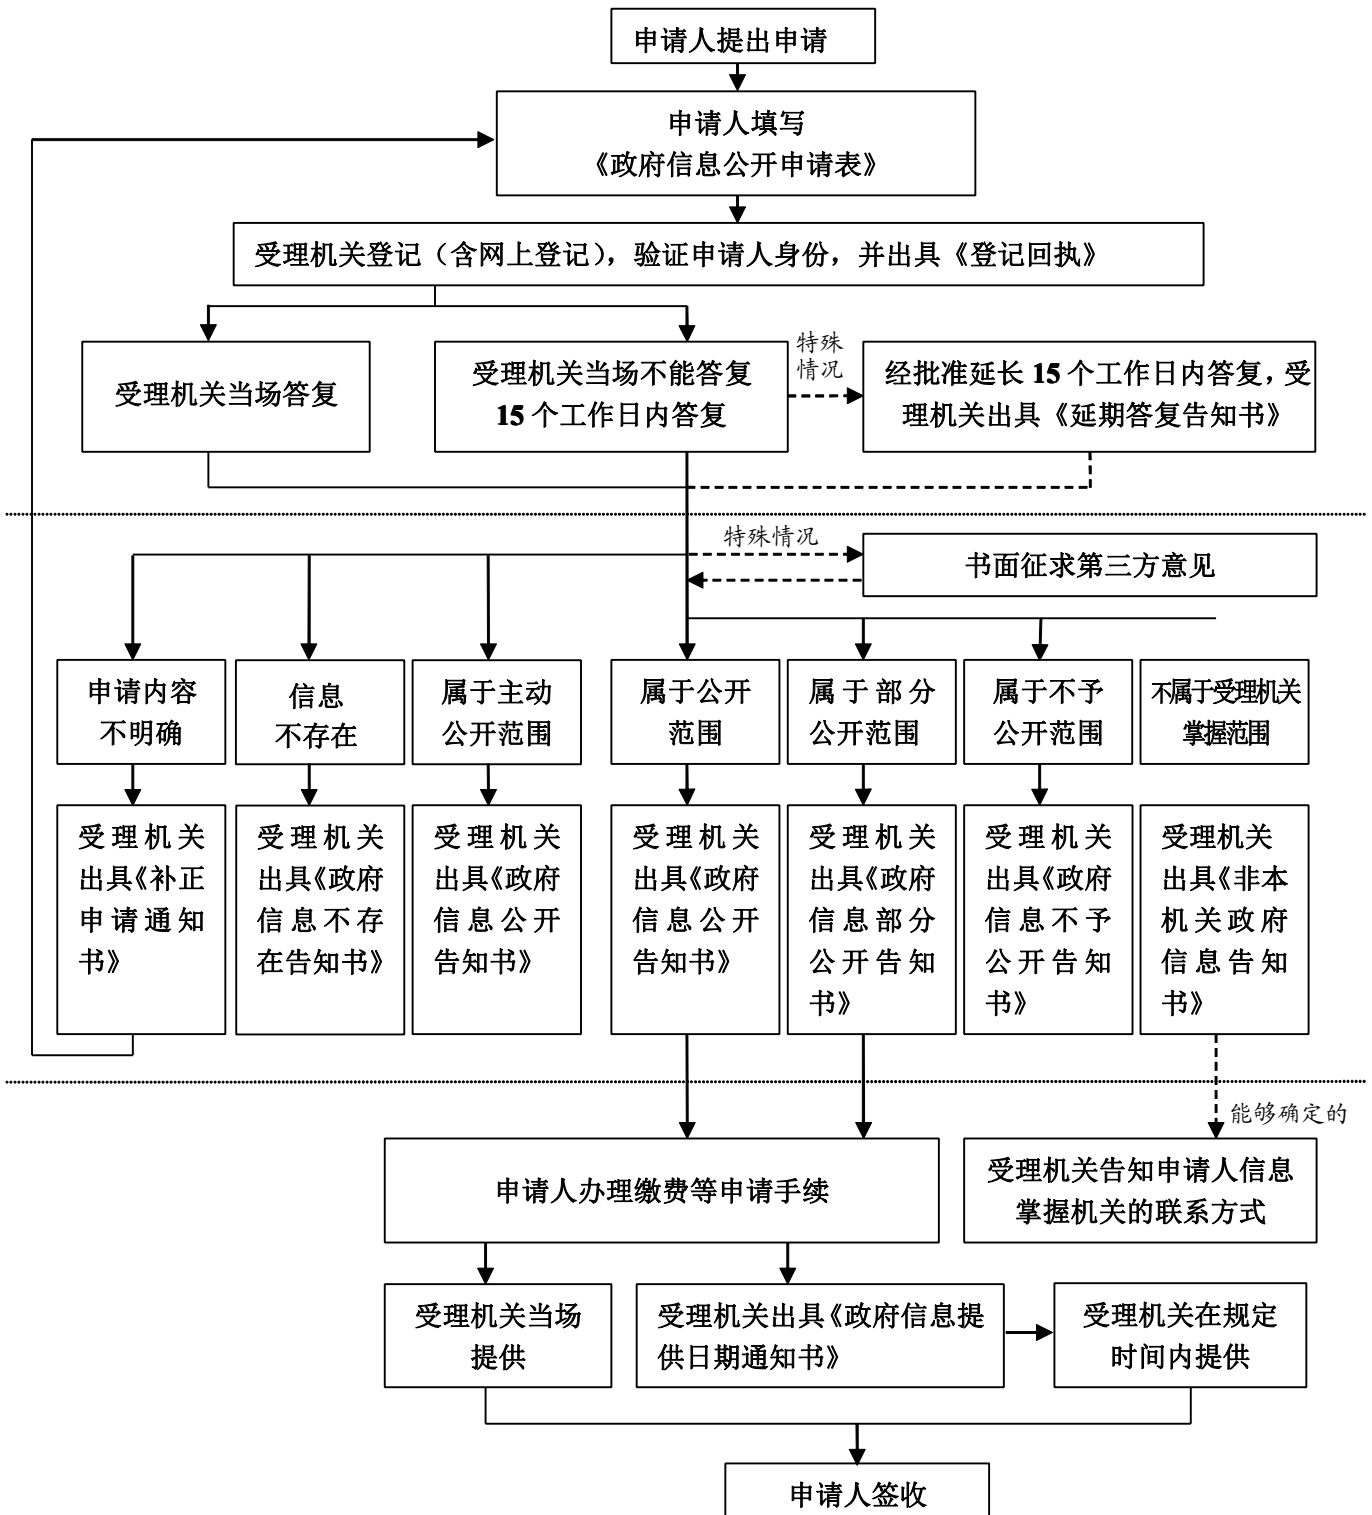 申请人提出申请
申请人填写
《政府信息公开申请表》
受理机关登记（含网上登记），验证申请人身份，并出具《登记回执》
受理机关当场答复
受理机关当场不能答复
15 个工作日内答复
特殊
情况
经批准延长 15 个工作日内答复，受
理机关出具《延期答复告知书》
特殊情况
书面征求第三方意见
申请内容
不明确
信息
不存在
属于主动
公开范围
属于公开
范围
属于部分
公开范围
属于不予
公开范围
不属于受理机关
掌握范围
受理机关
出具《补正
申请通知
书》
受理机关
出具《政府
信息不存
在告知书》
受理机关
出具《政府
信息公开
告知书》
受理机关
出具《政府
信息公开
告知书》
受理机关
出具《政府
信息部分
公开告知
书》
受理机关
出具《政府
信息不予
公开告知
书》
受理机关
出具《非本
机关政府
信息告知
书》
能够确定的
申请人办理缴费等申请手续
受理机关告知申请人信息
掌握机关的联系方式
受理机关当场
提供
受理机关出具《政府信息提
供日期通知书》
受理机关在规定
时间内提供
申请人签收